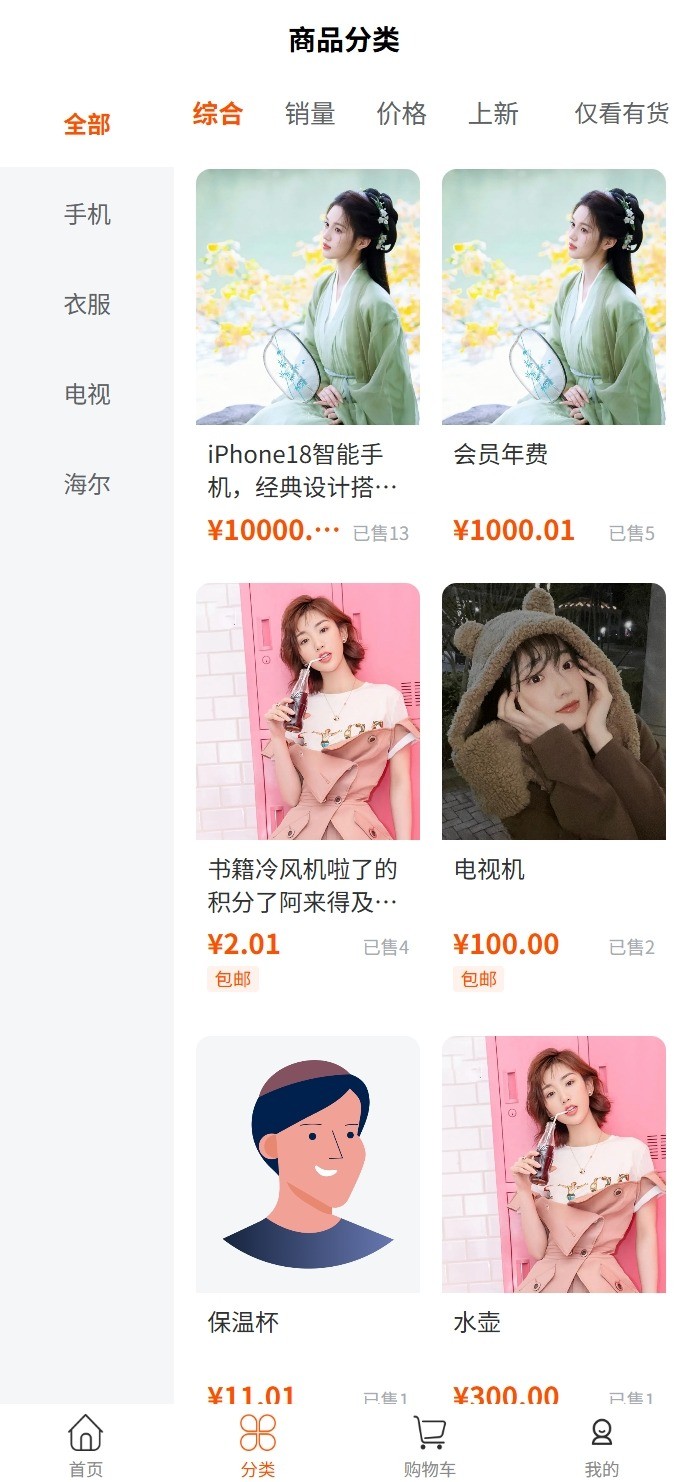 商品分类
全部
综合 销量 价格 上新 仅看有货
手机
衣服
电视
海尔
iPhone18智能手
机，经典设计搭…
¥10000.… 已售13
会员年费
¥1000.01 已售5
书籍冷风机啦了的
积分了阿来得及…
¥2.01 已售4
包邮
电视机
¥100.00 已售2
包邮
保温杯
¥11.01 已售1
水壶
¥300.00 已售1
首页 分类 购物车 我的